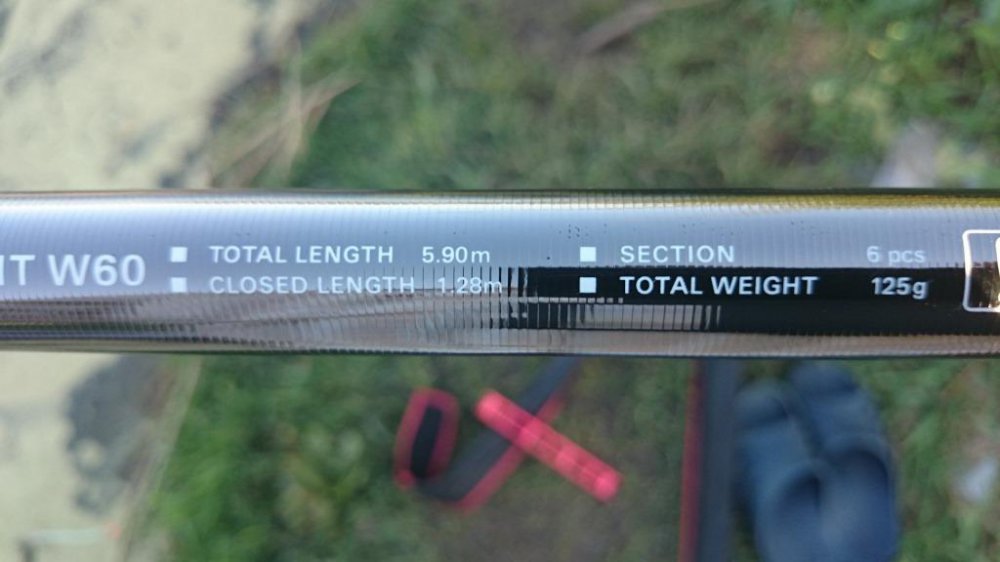 IT W60
■ TOTAL LENGTH 5.90m ■ SECTION 6 pcs
■ CLOSED LENGTH 1.28m ■ TOTAL WEIGHT 125g